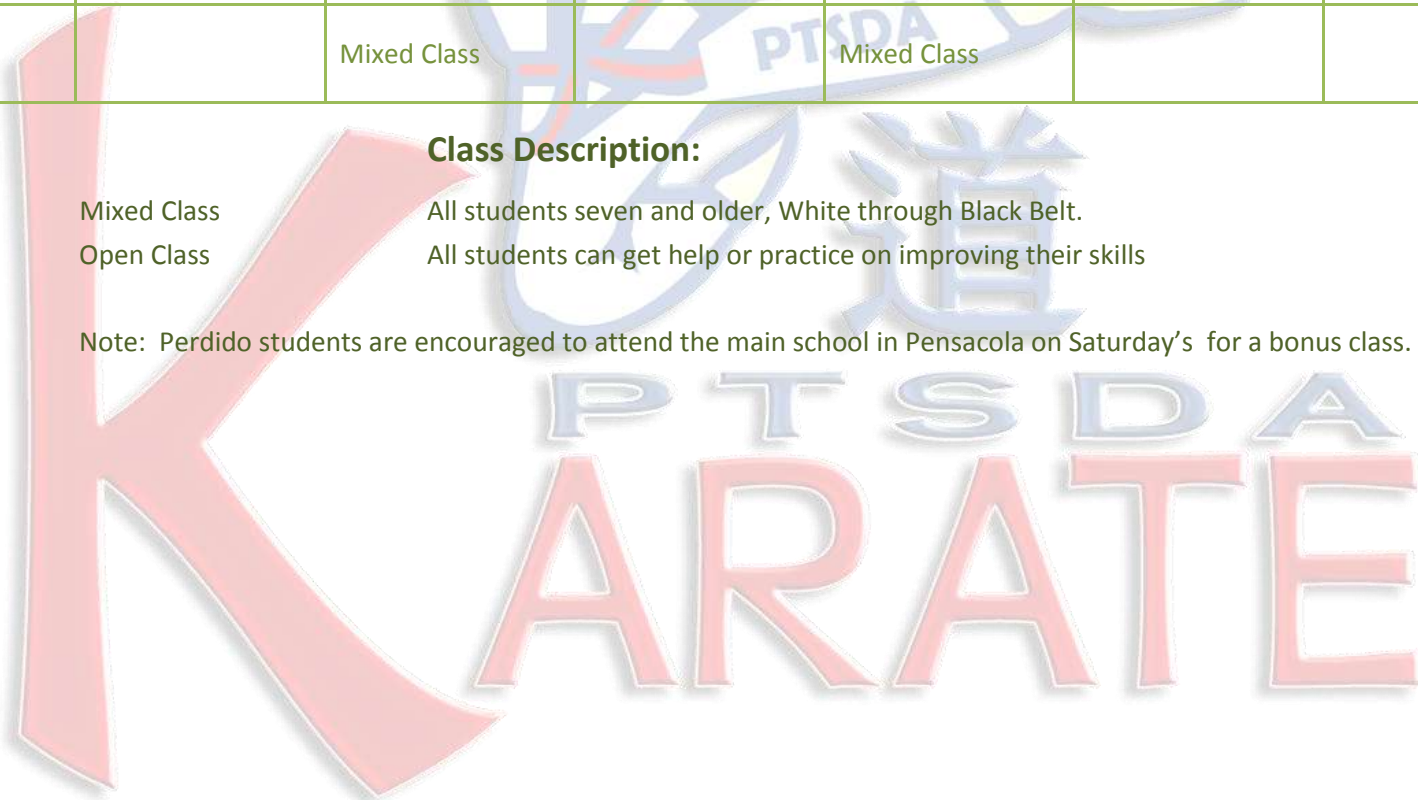 PTSDA
Mixed Class Mixed Class
Class Description:
Mixed Class All students seven and older, White through Black Belt.
Open Class All students can get help or practice on improving their skills
Note:  Perdido students are encouraged to attend the main school in Pensacola on Saturday’s  for a bonus class.
道
PTSDA
KARATE